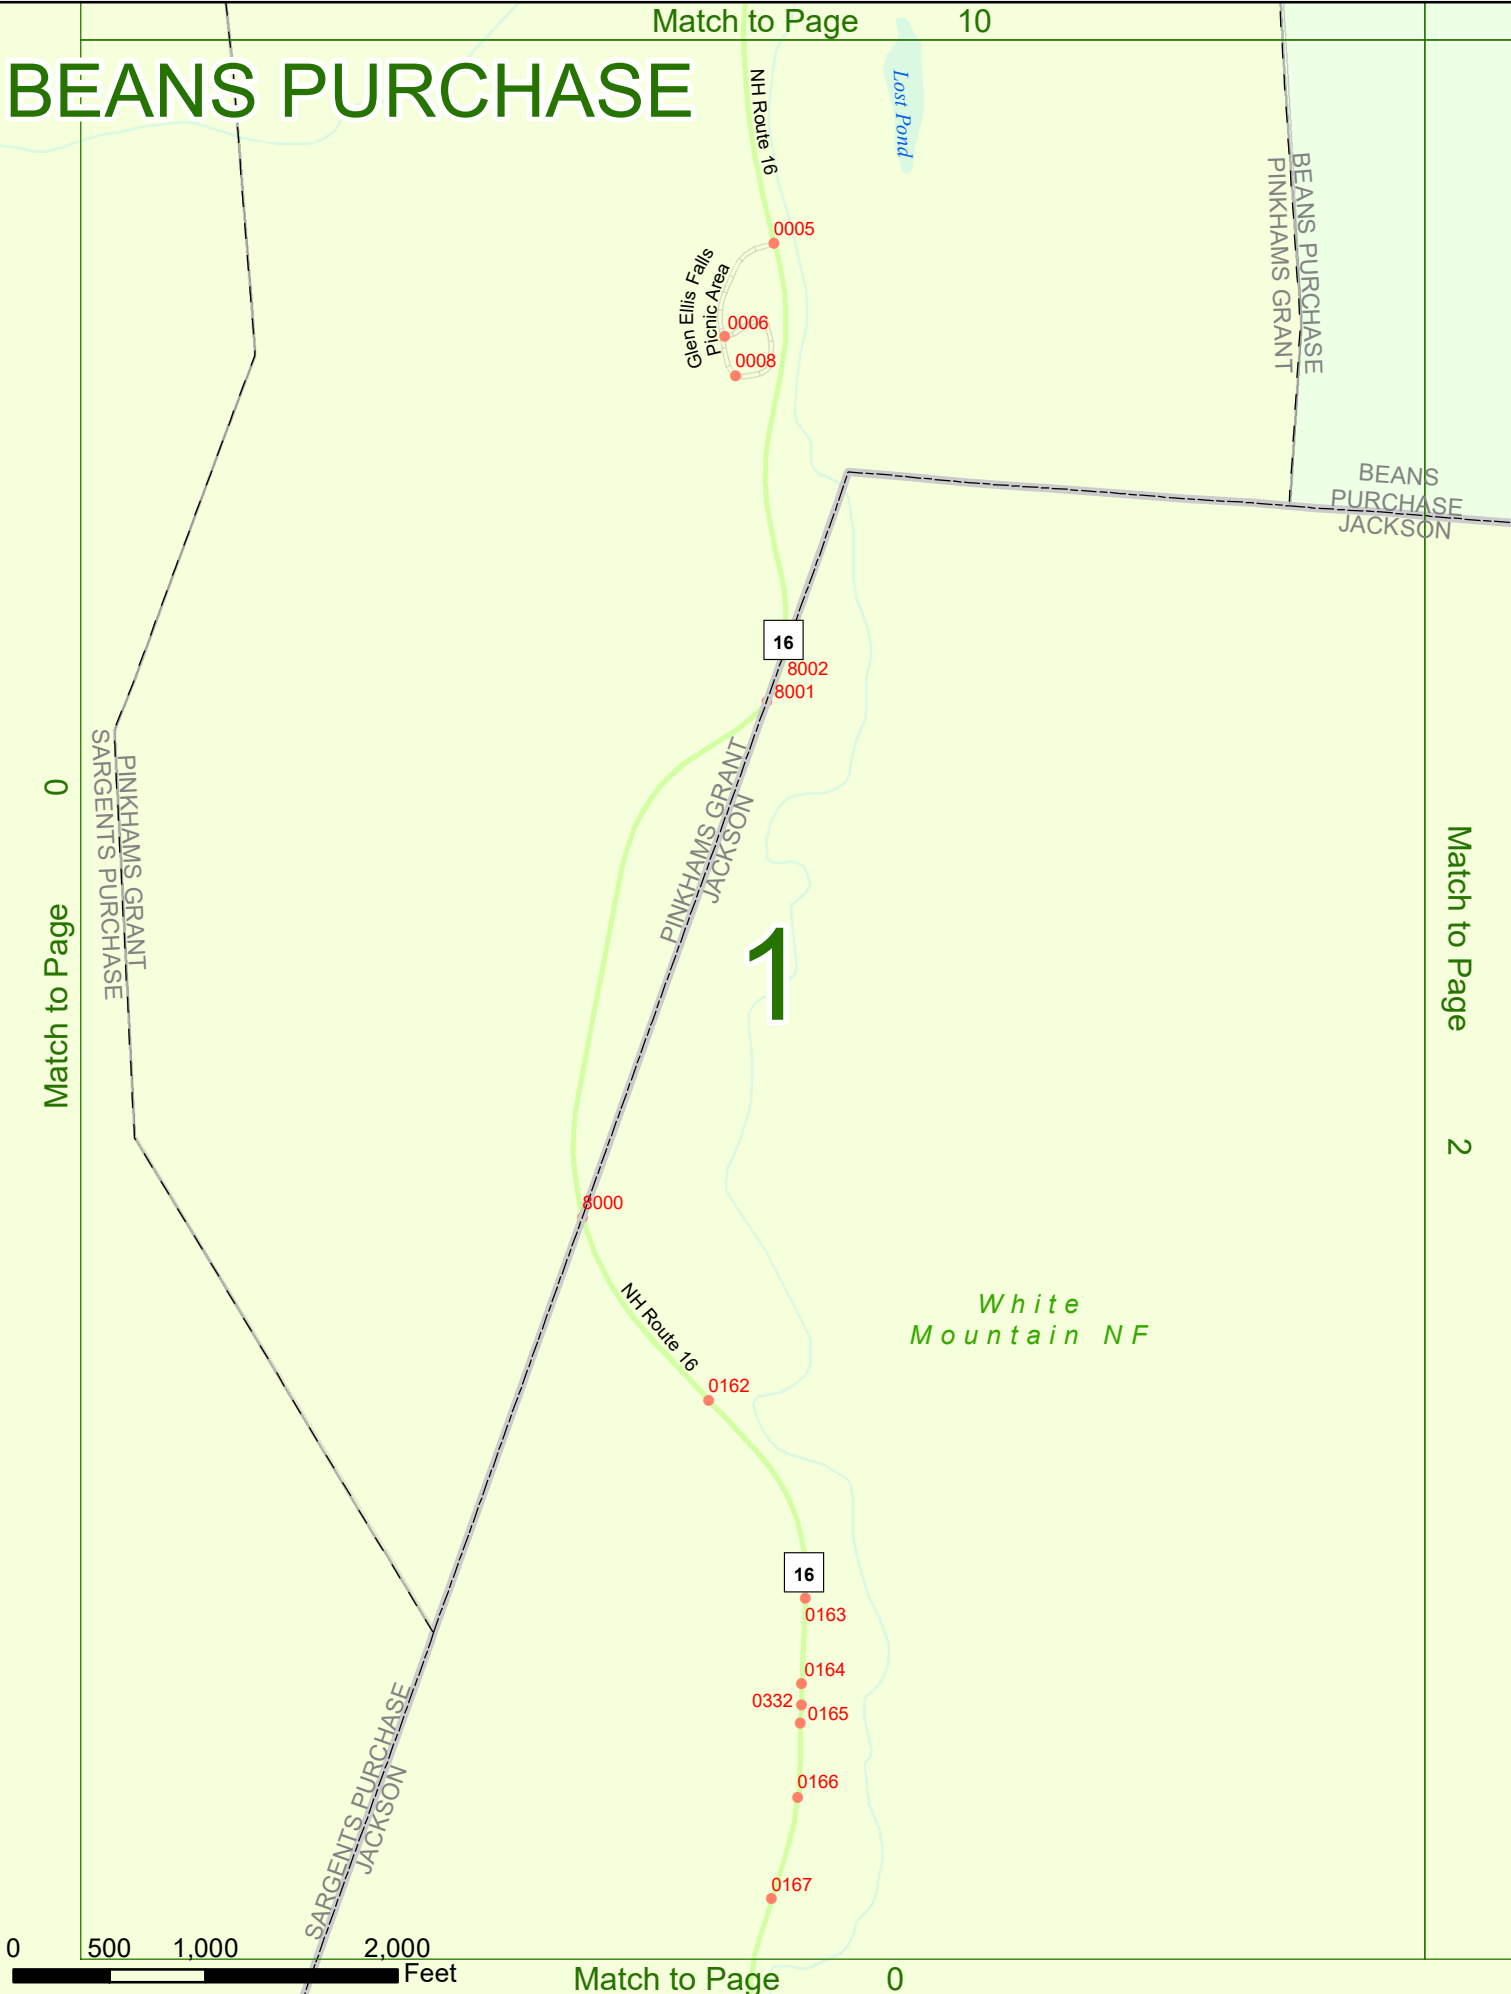 Match to Page 10
BEANS PURCHASE
NH Route 16
Lost Pond
BEANS PURCHASE
PINKHAMS GRANT
0005
Glen Ellis Falls
Picnic Area
0006
0008
BEANS
PURCHASE
JACKSON
16
8002
8001
PINKHAMS GRANT
JACKSON
PINKHAMS GRANT
SARGENTS PURCHASE
Match to Page 0
Match to Page 2
1
8000
NH Route 16
White
Mountain NF
0162
16
0163
0164
0332
0165
0166
0167
SARGENTS PURCHASE
JACKSON
0 500 1,000 2,000
Feet
Match to Page 0